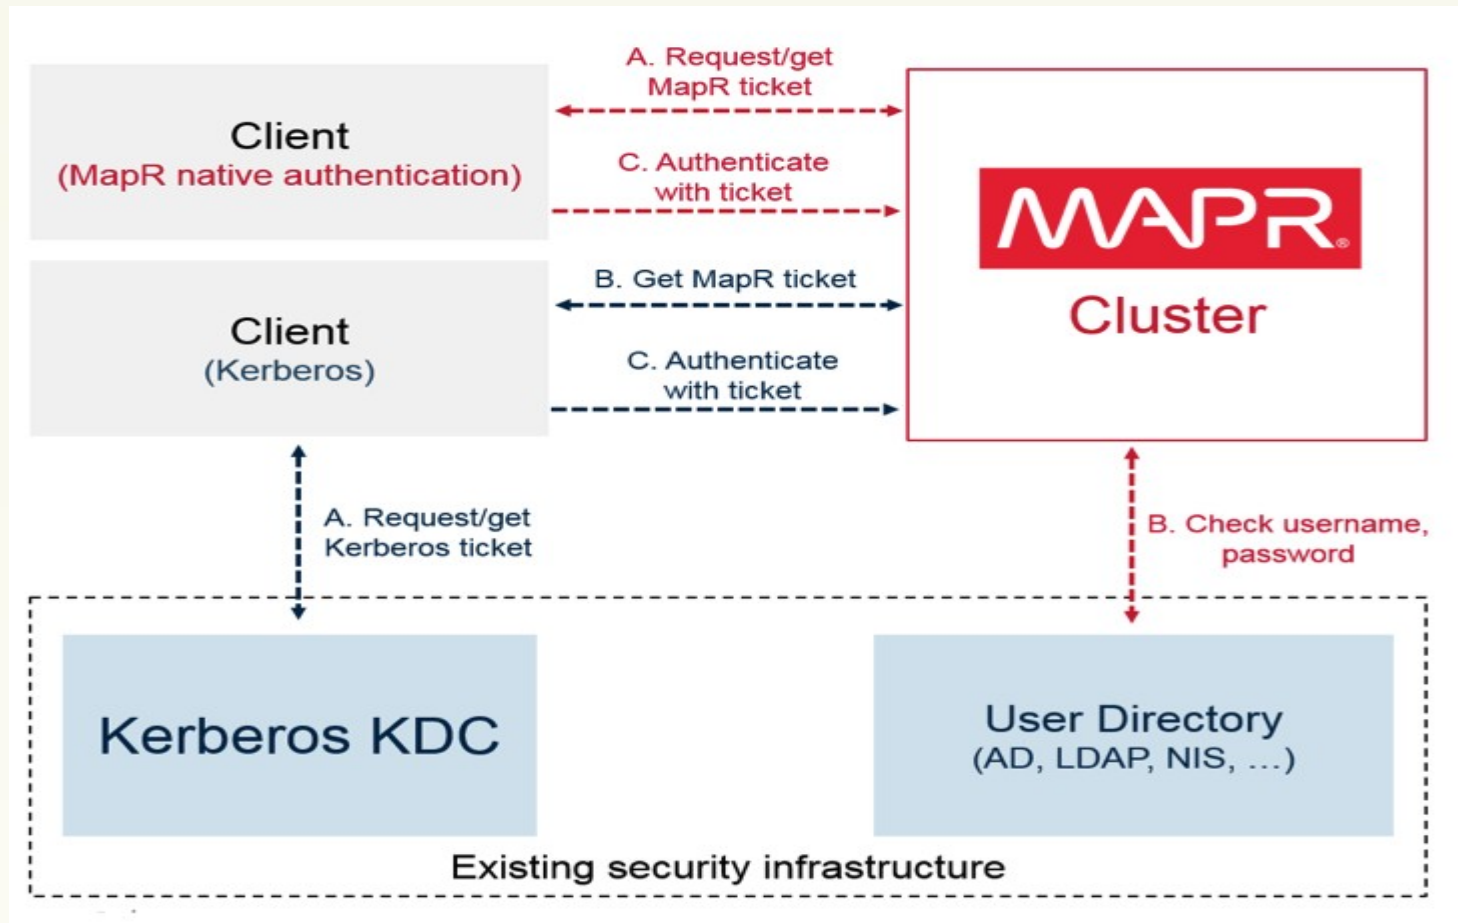 A. Request/get
MapR ticket
Client
(MapR native authentication)
C. Authenticate
with ticket
MAPR®
Cluster
B. Get MapR ticket
Client
(Kerberos)
C. Authenticate
with ticket
A. Request/get
Kerberos ticket
B. Check username,
password
Kerberos KDC
User Directory
(AD, LDAP, NIS, ...)
Existing security infrastructure